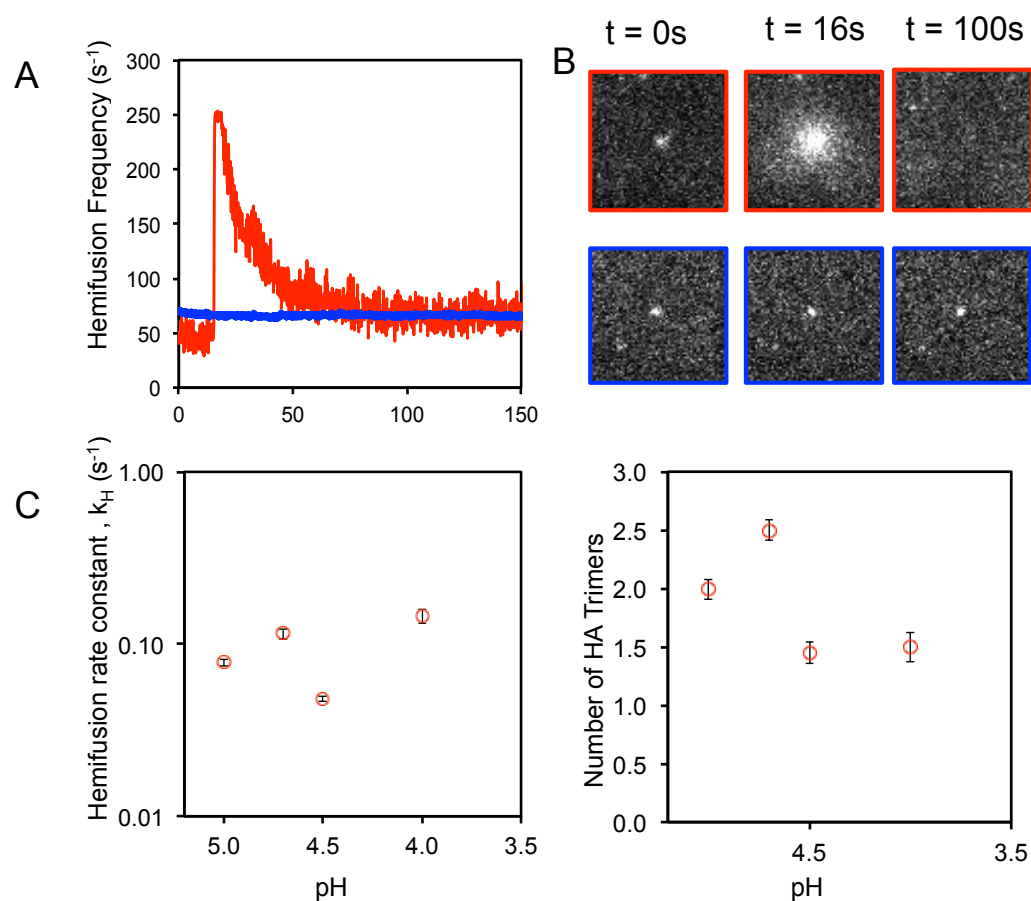 A
Hemifusion Frequency (s⁻¹)
300
250
200
150
100
50
0
0 50 100 150
B
t = 0s t = 16s t = 100s
C
Hemifusion rate constant , k_H (s⁻¹)
1.00
0.10
0.01
5.0 4.5 4.0 3.5
pH
Number of HA Trimers
3.0
2.5
2.0
1.5
1.0
0.5
0.0
4.5 3.5
pH